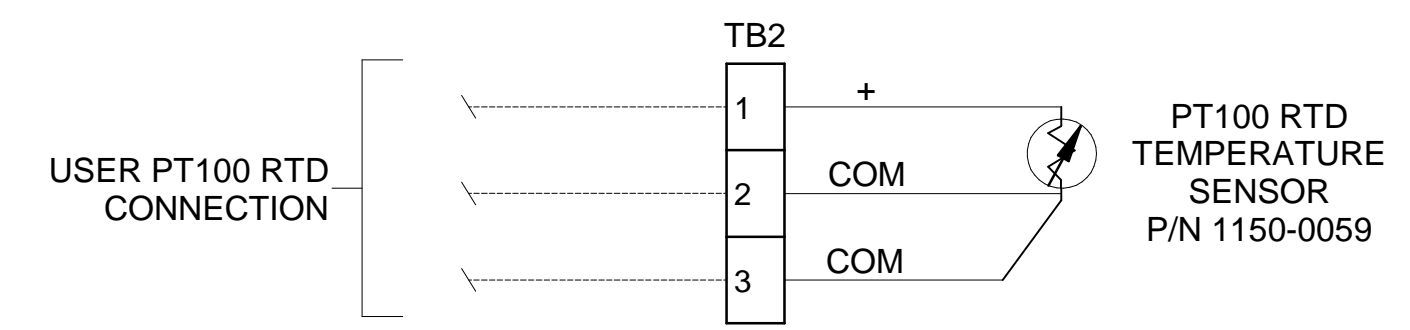 TB2
USER PT100 RTD
CONNECTION
1
+
2
COM
3
COM
PT100 RTD
TEMPERATURE
SENSOR
P/N 1150-0059